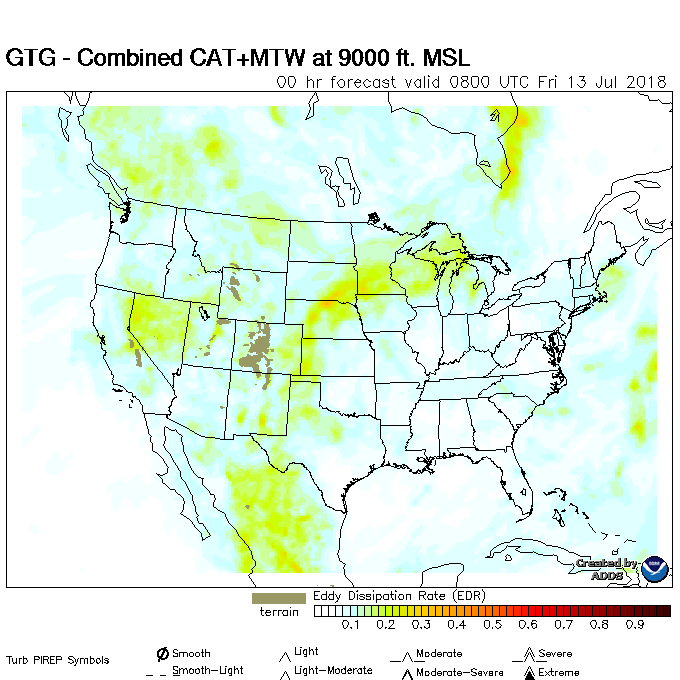 GTG - Combined CAT+MTW at 9000 ft. MSL
00 hr forecast valid 0800 UTC Fri 13 Jul 2018
Created by
ADDS
Eddy Dissipation Rate (EDR)
terrain
0.1 0.2 0.3 0.4 0.5 0.6 0.7 0.8 0.9
Turb PIREP Symbols
Smooth Light Moderate Severe
Smooth-Light Light-Moderate Moderate-Severe Extreme